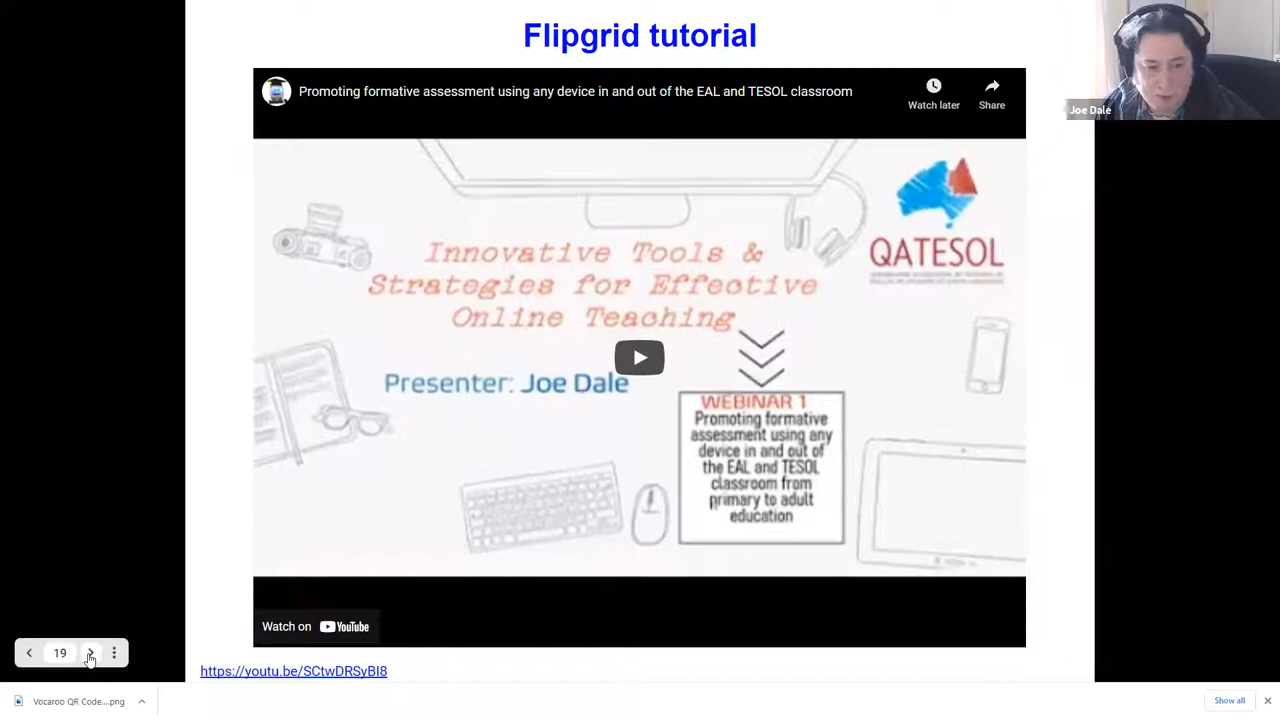 Flipgrid tutorial
Joe Dale
Promoting formative assessment using any device in and out of the EAL and TESOL classroom
Watch later
Share
QATESOL
Innovative Tools &
Strategies for Effective
Online Teaching
Presenter: Joe Dale
WEBINAR 1
Promoting formative
assessment using any
device in and out of
the EAL and TESOL
classroom from
primary to adult
education
Watch on YouTube
19
https://youtu.be/SCtwDRSyBI8
Vocaroo QR Code....png
Show all